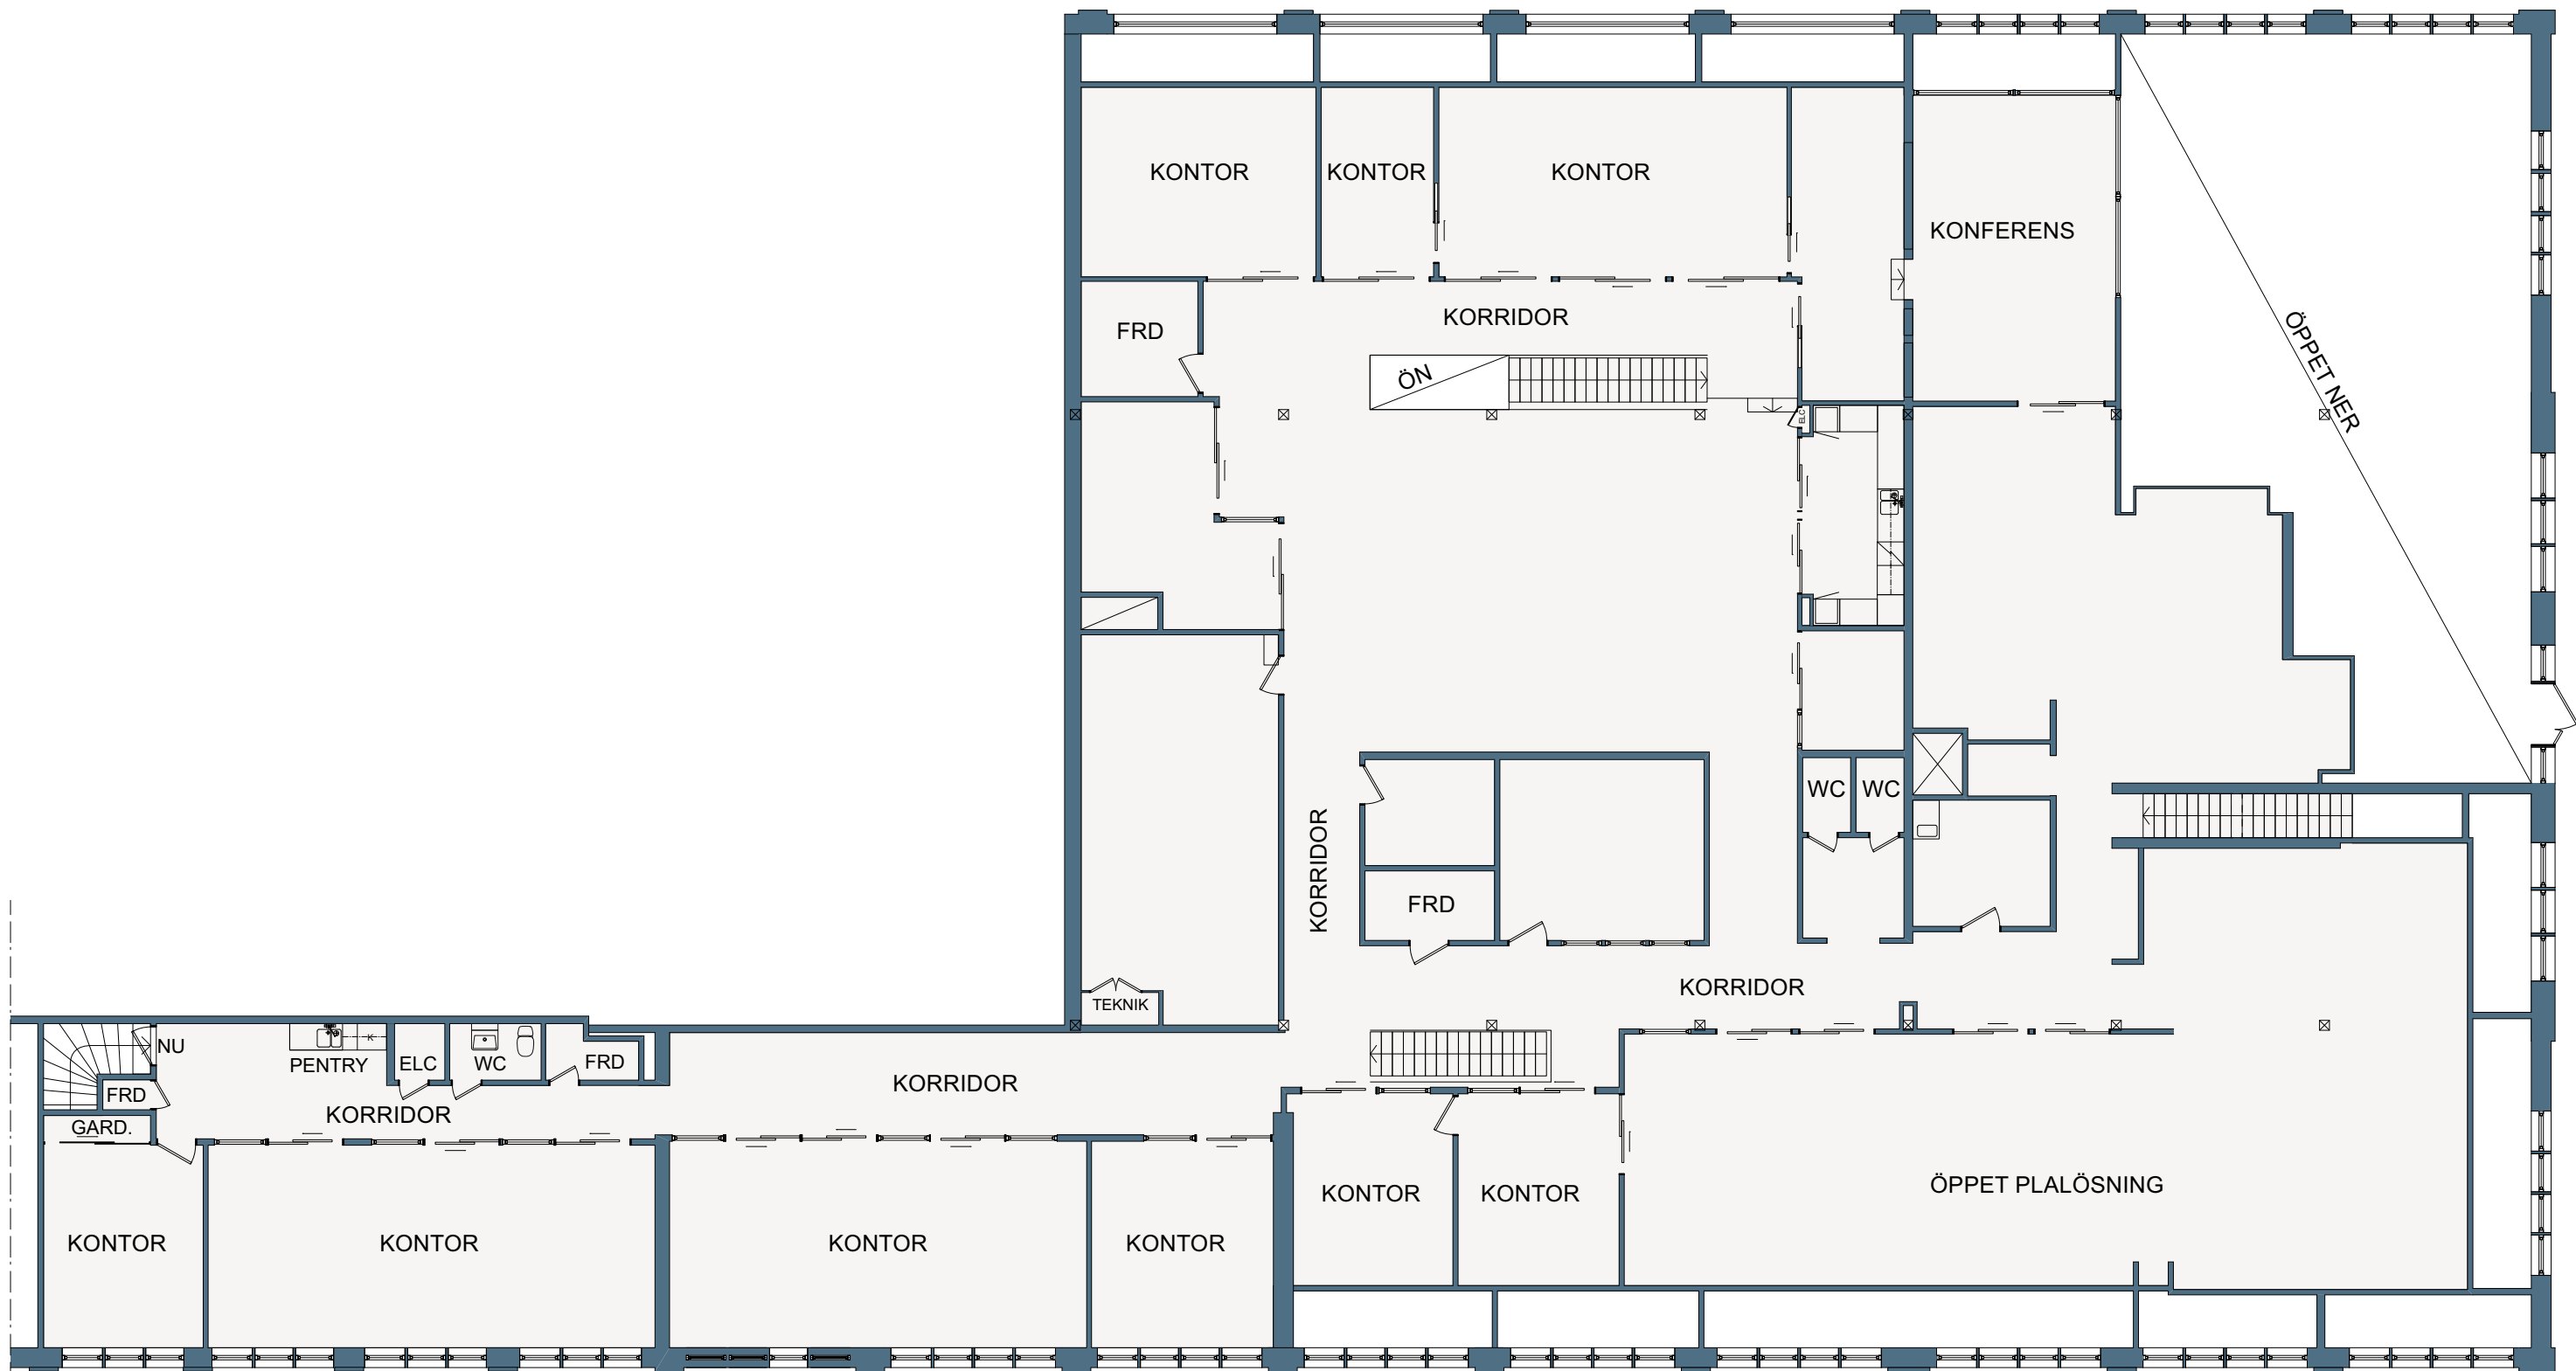 KONTOR
KONTOR
KONTOR
KONFERENS
FRD
KORRIDOR
ÖPPET NER
ÖN
ELC
WC
WC
KORRIDOR
FRD
KORRIDOR
TEKNIK
NU
PENTRY
K
ELC
WC
FRD
FRD
KORRIDOR
KORRIDOR
GARD.
KONTOR
KONTOR
ÖPPET PLALÖSNING
KONTOR
KONTOR
KONTOR
KONTOR